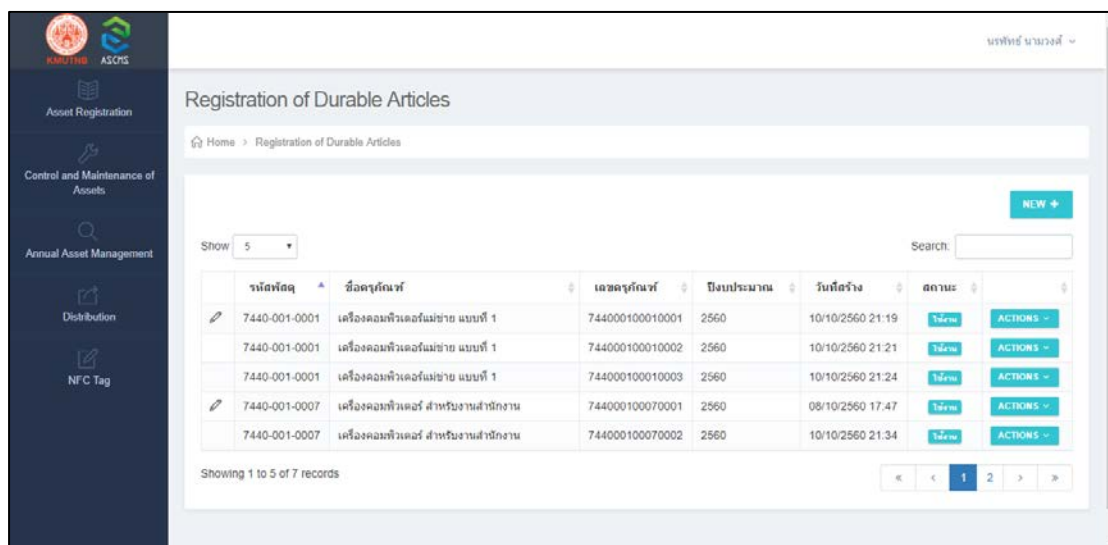 KMUTNB ASCMS
นรพัทธ์ นามวงศ์
Asset Registration
Control and Maintenance of
Assets
Annual Asset Management
Distribution
NFC Tag
Registration of Durable Articles
Home > Registration of Durable Articles
NEW +
Show 5 Search:
รหัสพัสดุ ชื่อครุภัณฑ์ เลขครุภัณฑ์ ปีงบประมาณ วันที่สร้าง สถานะ
7440-001-0001 เครื่องคอมพิวเตอร์แม่ข่าย แบบที่ 1 744000100010001 2560 10/10/2560 21:19 ใช้งาน ACTIONS
7440-001-0001 เครื่องคอมพิวเตอร์แม่ข่าย แบบที่ 1 744000100010002 2560 10/10/2560 21:21 ใช้งาน ACTIONS
7440-001-0001 เครื่องคอมพิวเตอร์แม่ข่าย แบบที่ 1 744000100010003 2560 10/10/2560 21:24 ใช้งาน ACTIONS
7440-001-0007 เครื่องคอมพิวเตอร์ สำหรับงานสำนักงาน 744000100070001 2560 08/10/2560 17:47 ใช้งาน ACTIONS
7440-001-0007 เครื่องคอมพิวเตอร์ สำหรับงานสำนักงาน 744000100070002 2560 10/10/2560 21:34 ใช้งาน ACTIONS
Showing 1 to 5 of 7 records
« < 1 2 > »